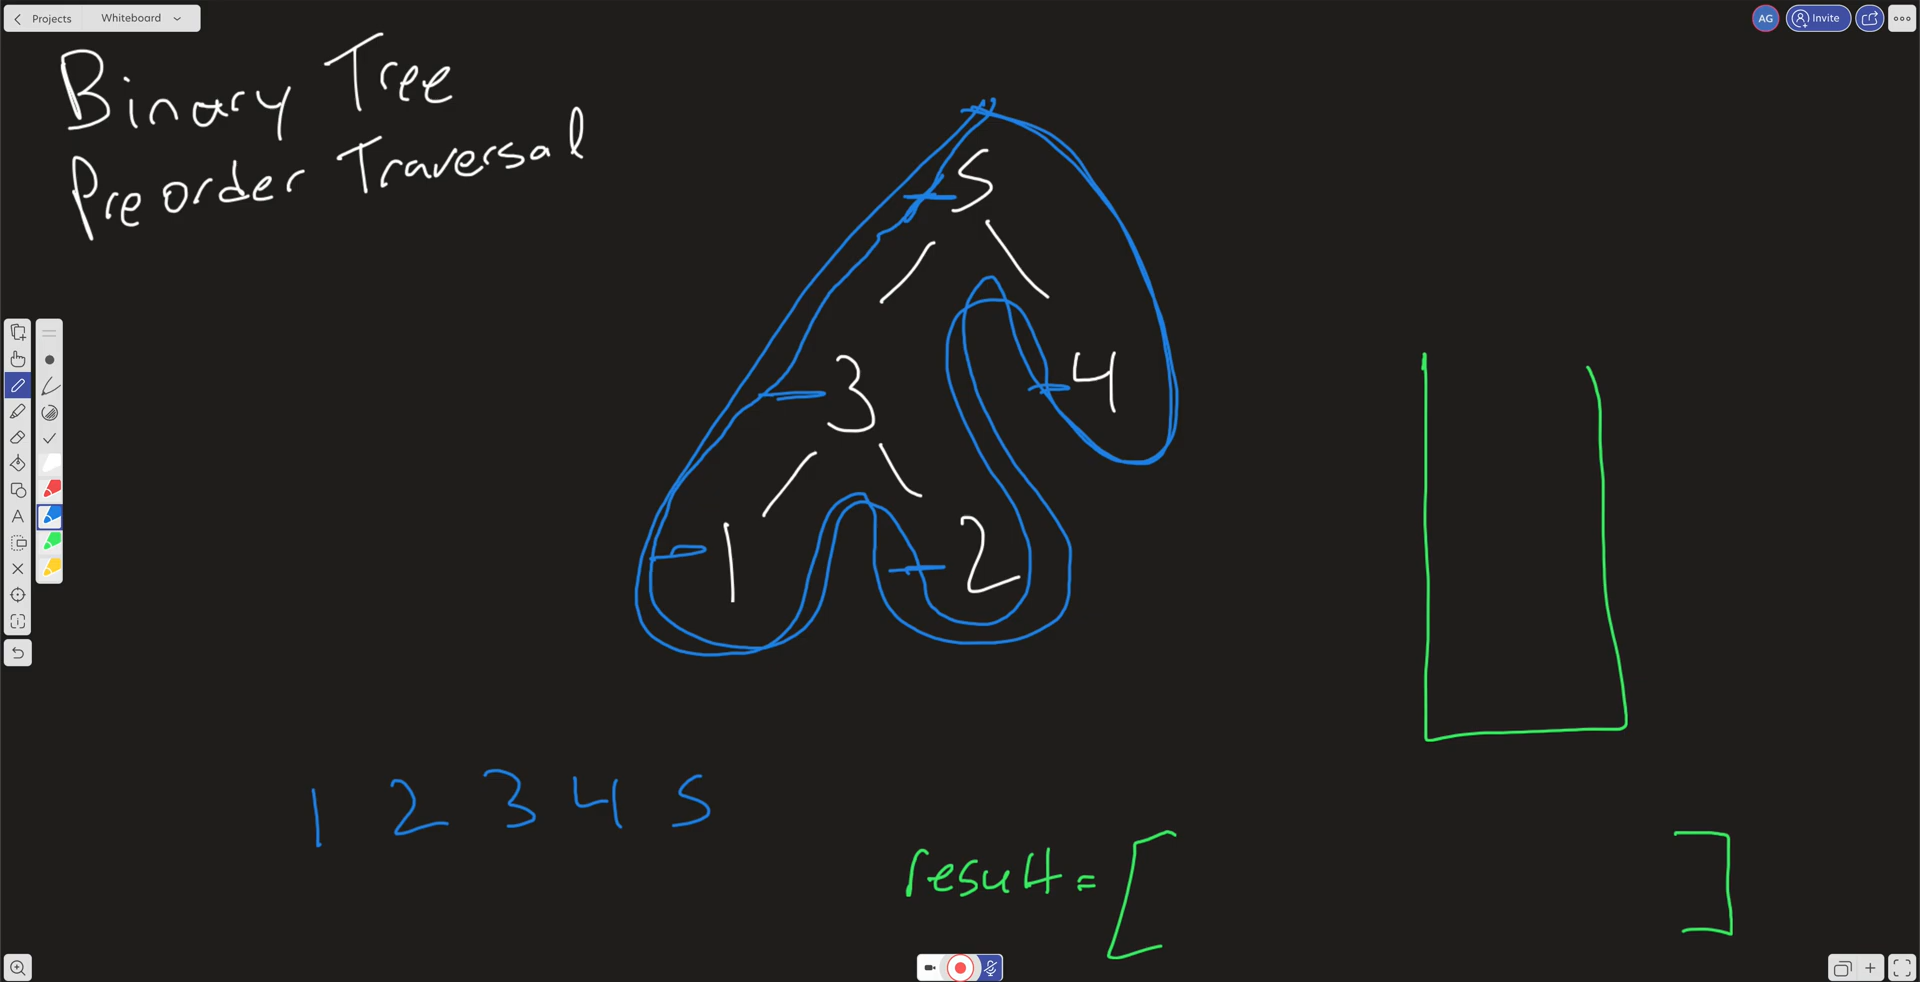 Projects Whiteboard
AG Invite
Binary Tree
Preorder Traversal
5
3 4
1 2
A
1 2 3 4 5
result = [ ]